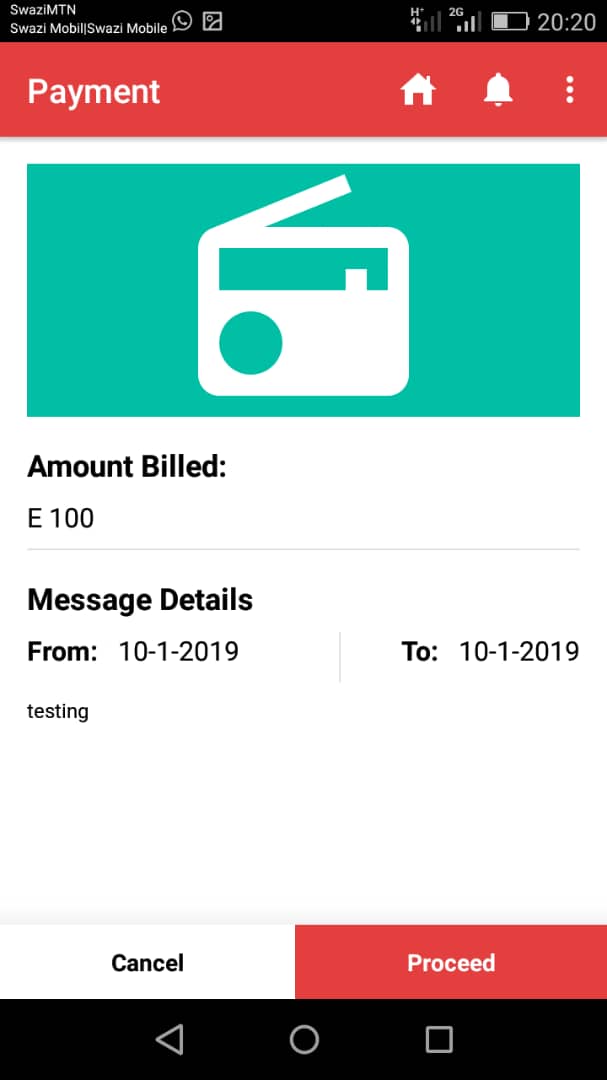 SwaziMTN
Swazi Mobil|Swazi Mobile
H+ 2G 20:20
Payment
Amount Billed:
E 100
Message Details
From: 10-1-2019 To: 10-1-2019
testing
Cancel Proceed